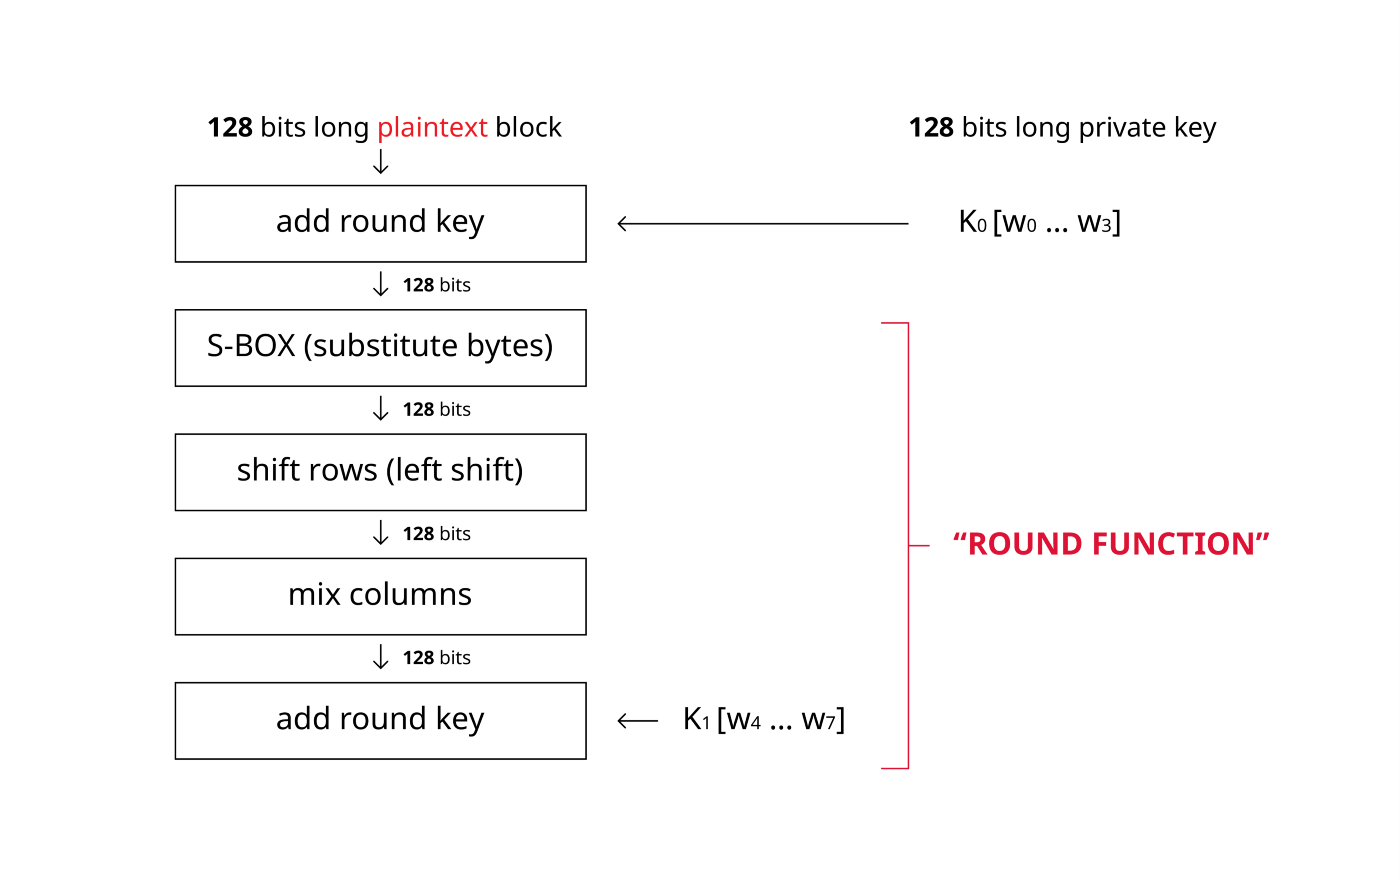 128 bits long plaintext block
128 bits long private key
add round key
K0 [w0 ... w3]
128 bits
S-BOX (substitute bytes)
128 bits
shift rows (left shift)
128 bits
“ROUND FUNCTION”
mix columns
128 bits
add round key
K1 [w4 ... w7]